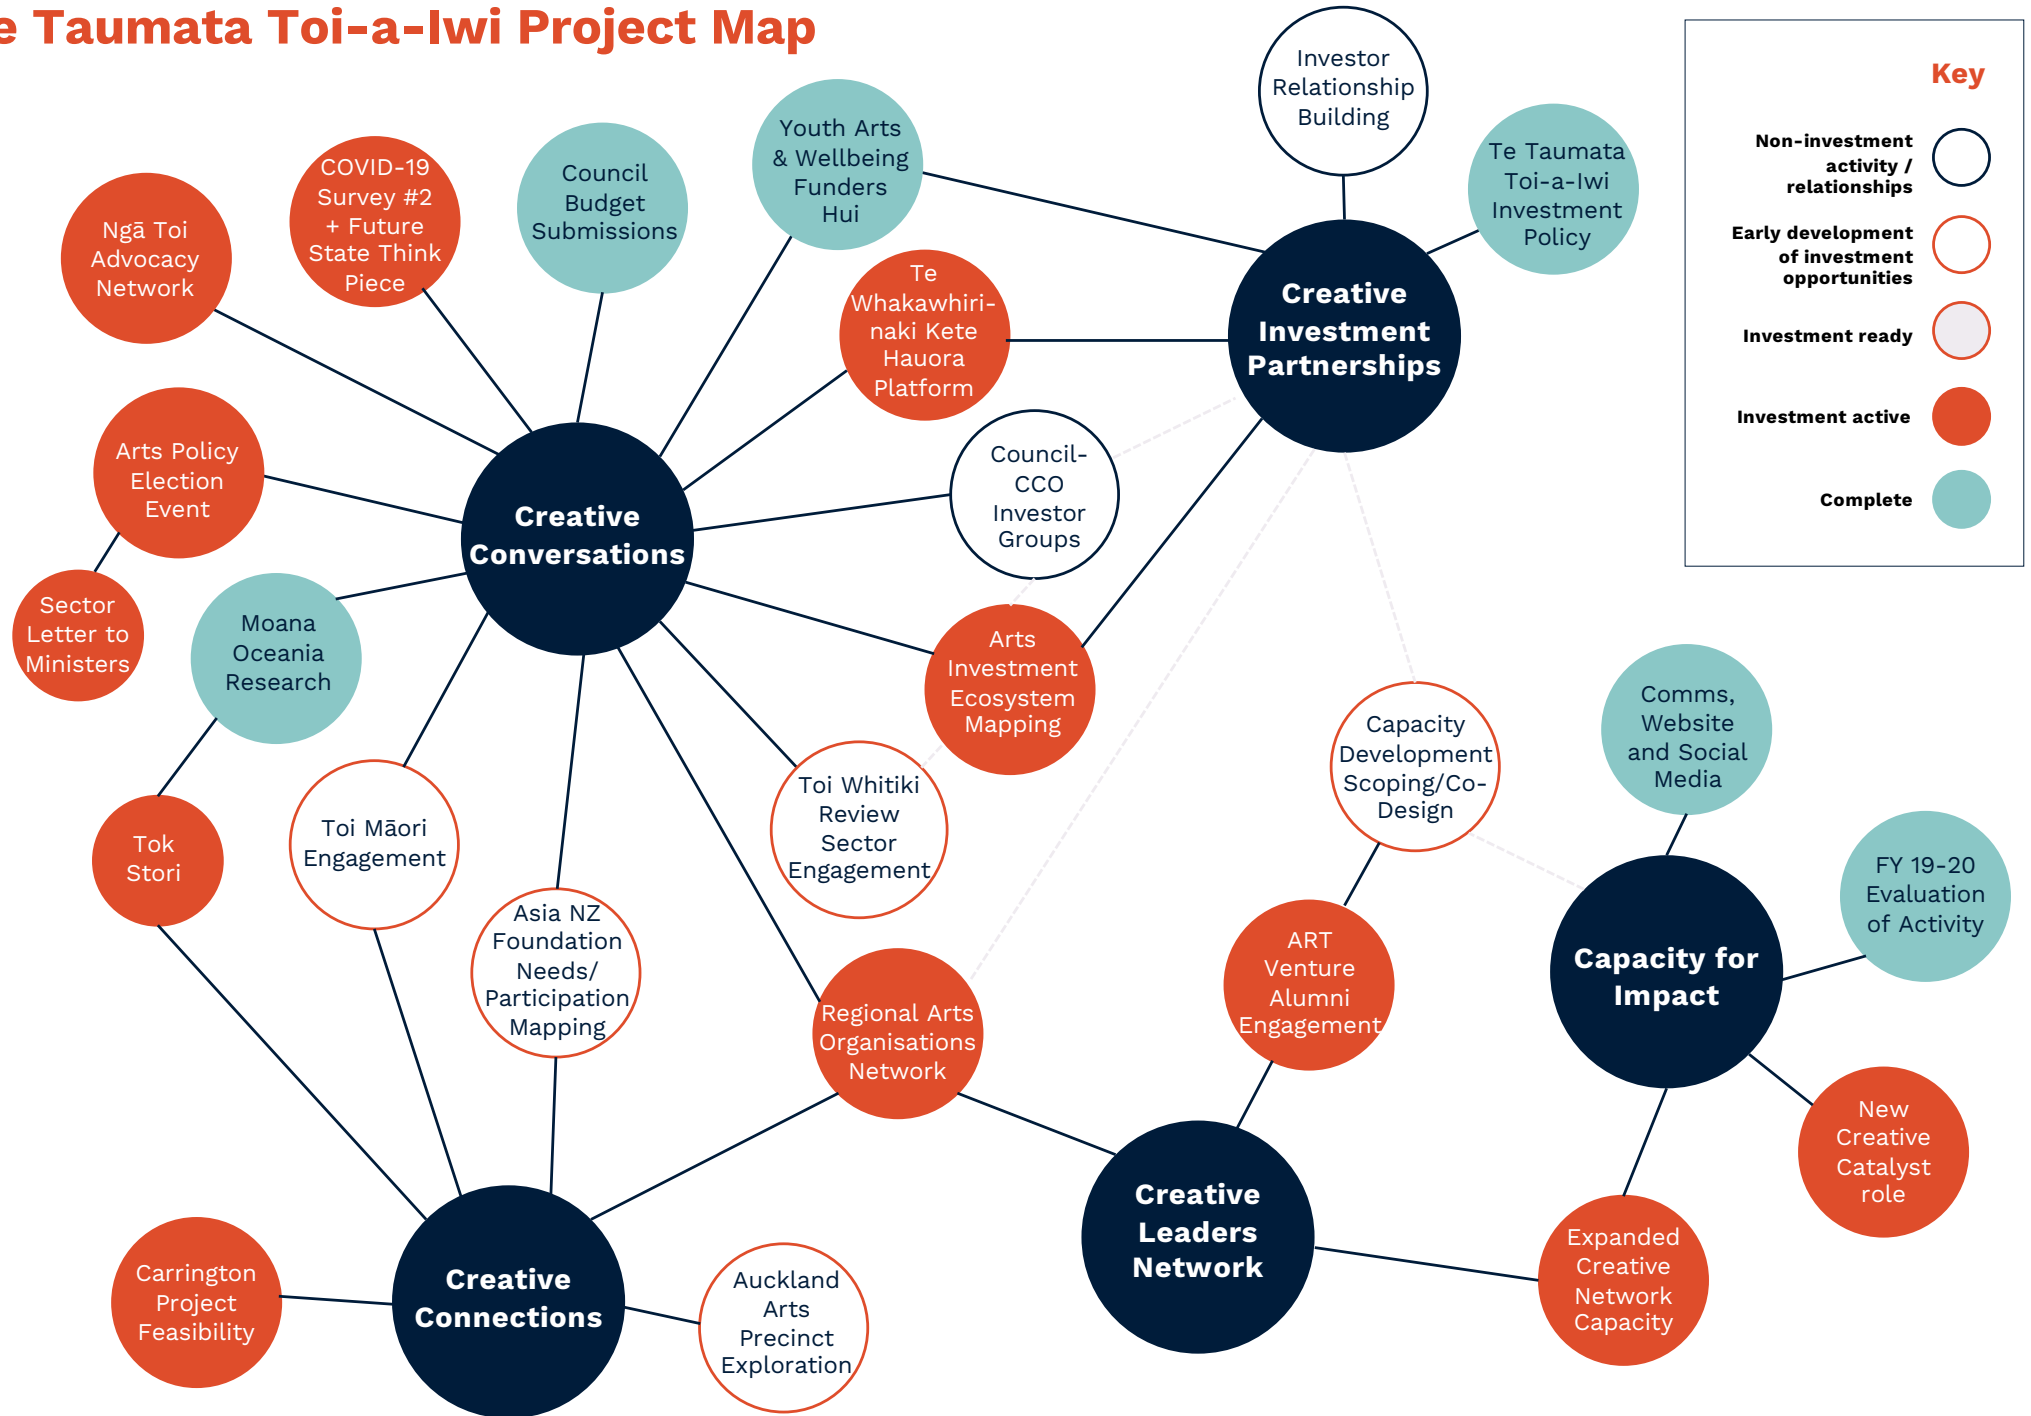 e Taumata Toi-a-Iwi Project Map
Investor
Relationship
Building
Key
Non-investment
activity /
relationships
Early development
of investment
opportunities
Investment ready
Investment active
Complete
Te Taumata
Toi-a-Iwi
Investment
Policy
Youth Arts
& Wellbeing
Funders
Hui
Council
Budget
Submissions
COVID-19
Survey #2
+ Future
State Think
Piece
Ngā Toi
Advocacy
Network
Te
Whakawhiri-
naki Kete
Hauora
Platform
Creative
Investment
Partnerships
Arts Policy
Election
Event
Creative
Conversations
Council-
CCO
Investor
Groups
Sector
Letter to
Ministers
Moana
Oceania
Research
Arts
Investment
Ecosystem
Mapping
Capacity
Development
Scoping/Co-
Design
Comms,
Website
and Social
Media
Tok
Stori
Toi Māori
Engagement
Toi Whitiki
Review
Sector
Engagement
Asia NZ
Foundation
Needs/
Participation
Mapping
FY 19-20
Evaluation
of Activity
ART
Venture
Alumni
Engagement
Capacity for
Impact
Regional Arts
Organisations
Network
New
Creative
Catalyst
role
Creative
Leaders
Network
Expanded
Creative
Network
Capacity
Carrington
Project
Feasibility
Creative
Connections
Auckland
Arts
Precinct
Exploration